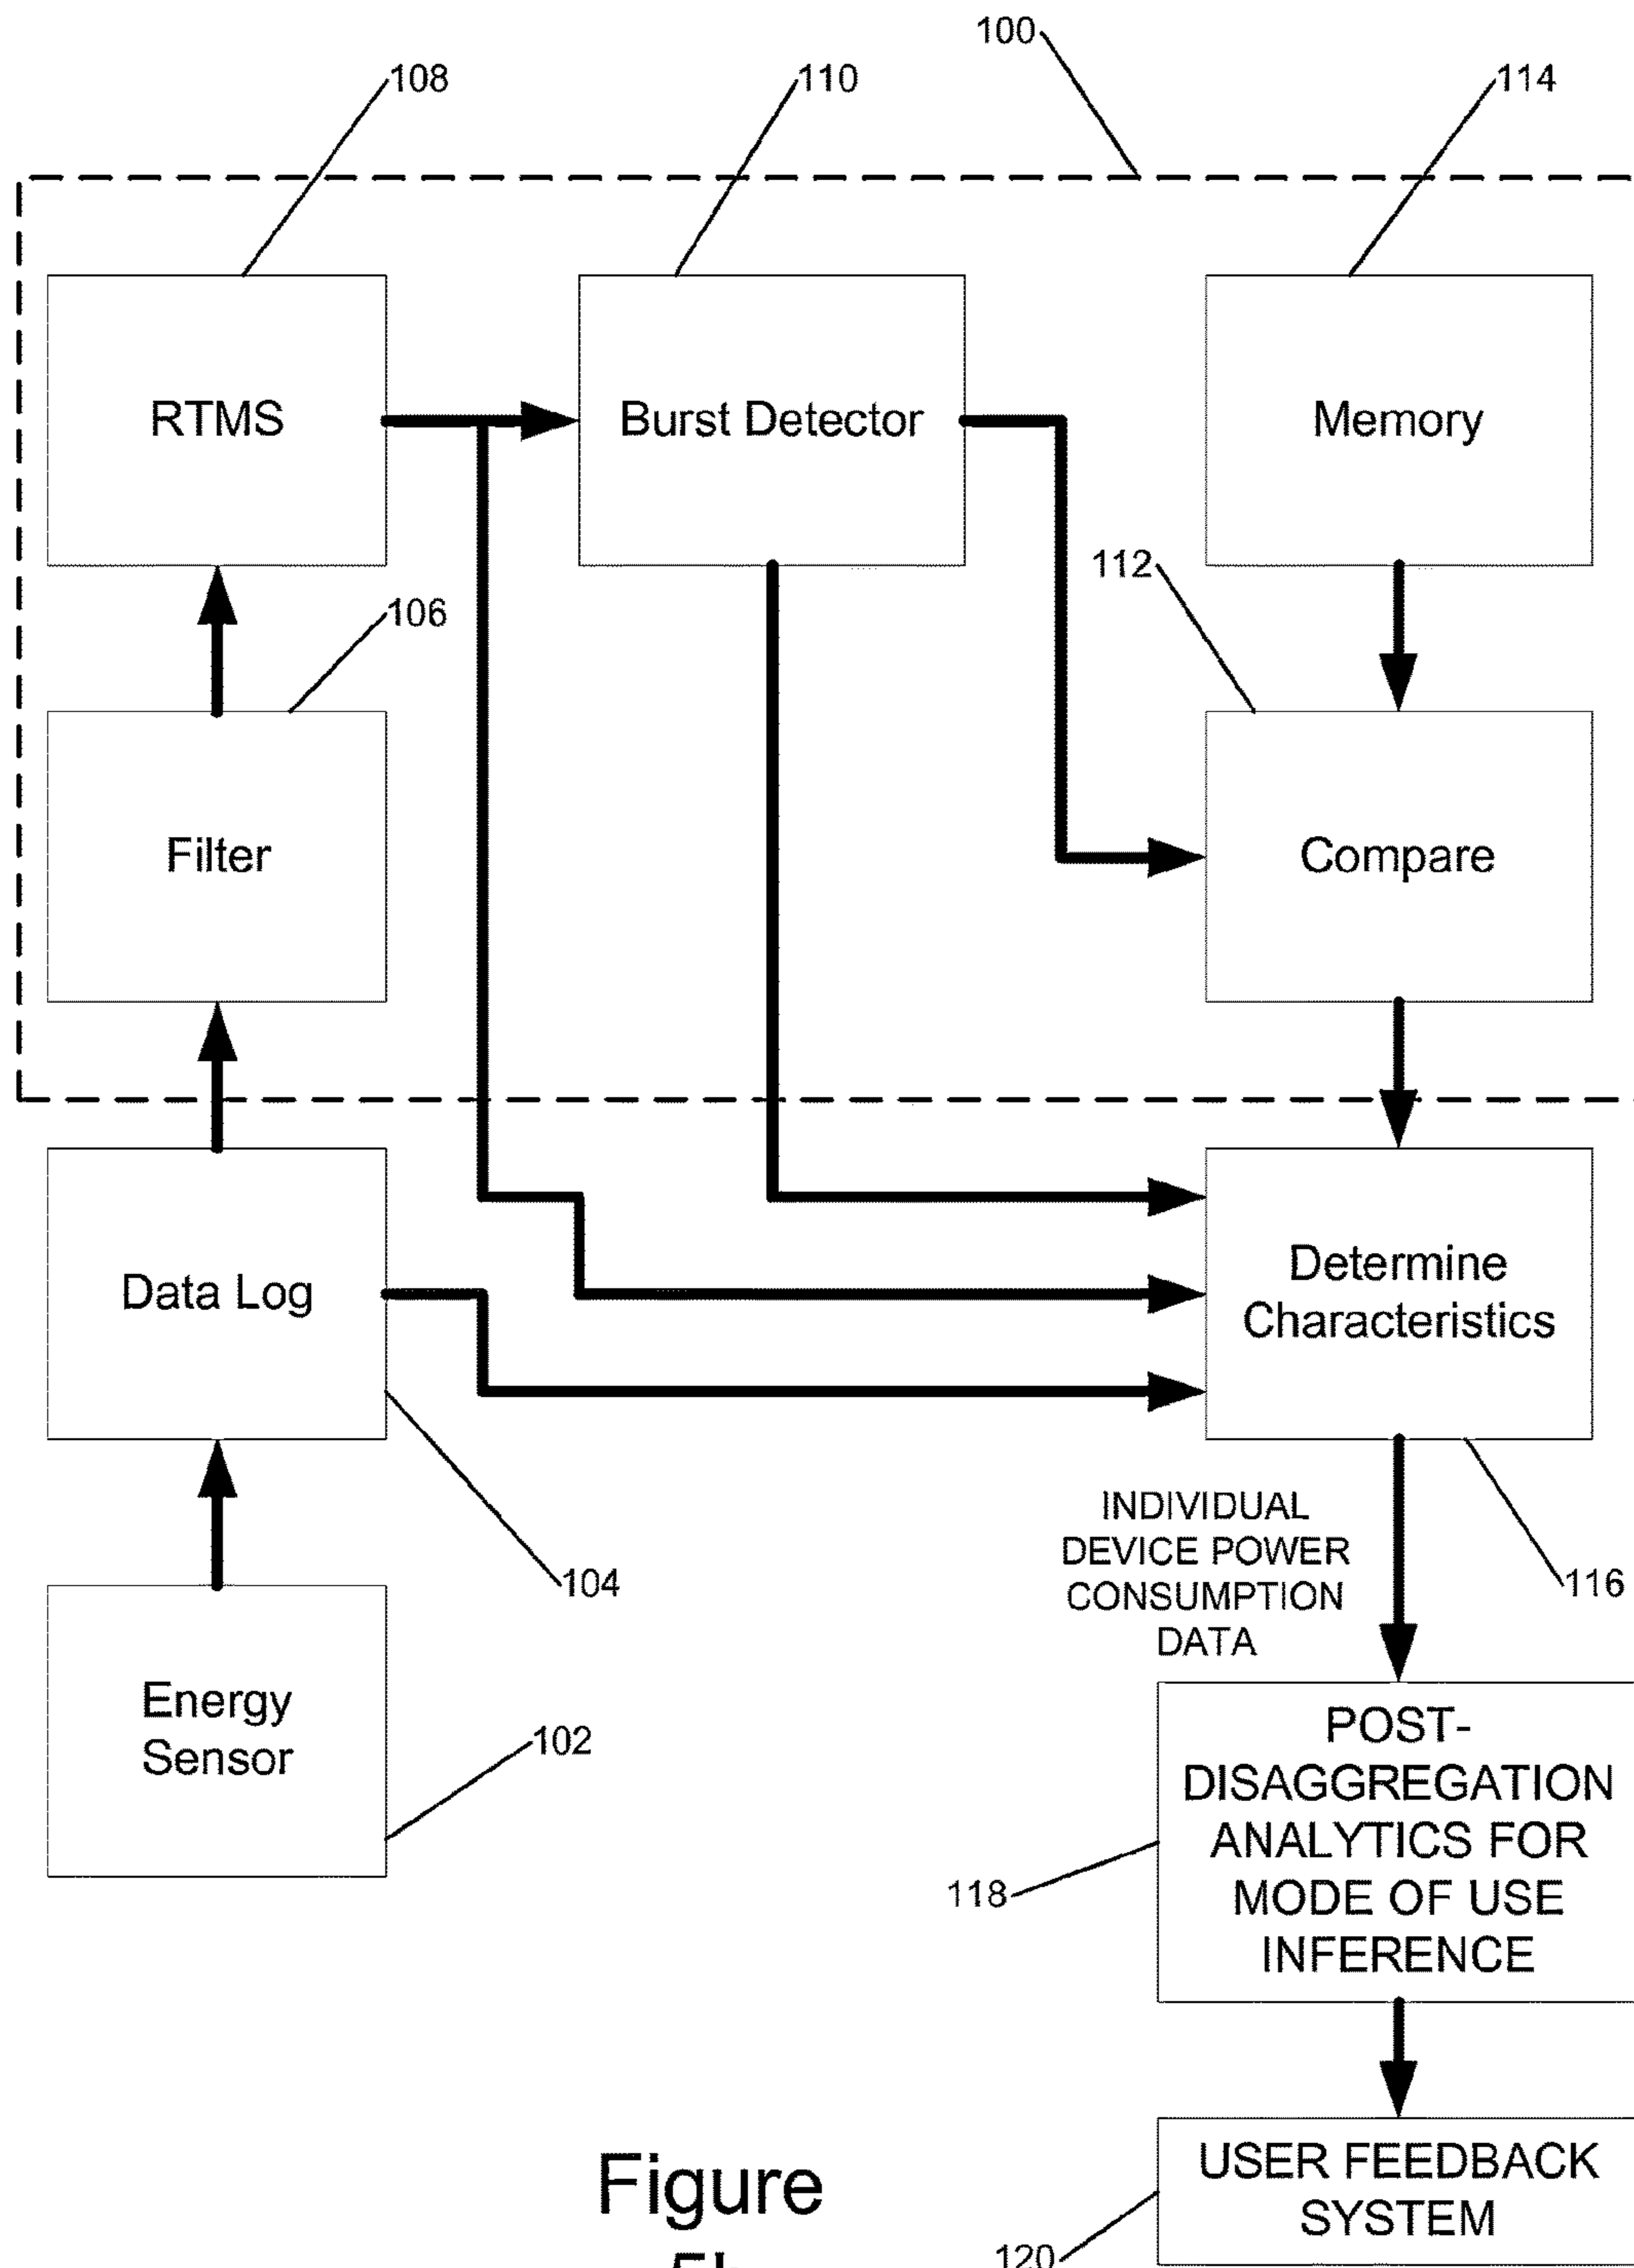 100
108
110
114
RTMS
Burst Detector
Memory
112
106
Filter
Compare
Data Log
Determine
Characteristics
INDIVIDUAL
DEVICE POWER
CONSUMPTION
DATA
104
116
Energy
Sensor
102
POST-
DISAGGREGATION
ANALYTICS FOR
MODE OF USE
INFERENCE
118
USER FEEDBACK
SYSTEM
Figure
5b
120